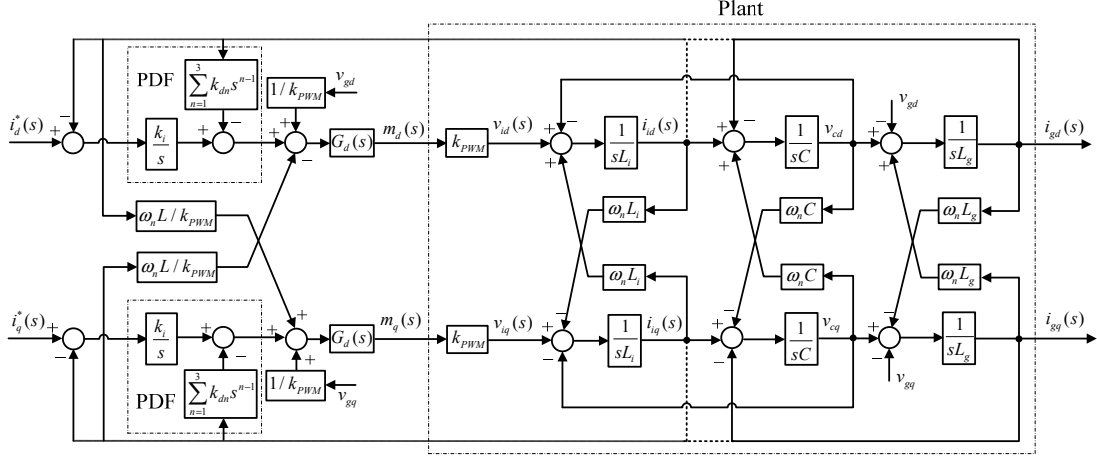 Plant
PDF
\sum_{n=1}^{3} k_{dn} s^{n-1}
1/k_{PWM}
v_{gd}
i_d^*(s)
k_i/s
G_d(s)
m_d(s)
k_{PWM}
v_{id}(s)
1/sL_i
i_{id}(s)
1/sC
v_{cd}
v_{gd}
1/sL_g
i_{gd}(s)
ω_n L / k_{PWM}
ω_n L_i
ω_n C
ω_n L_g
ω_n L / k_{PWM}
ω_n L_i
ω_n C
ω_n L_g
i_q^*(s)
k_i/s
G_d(s)
m_q(s)
k_{PWM}
v_{iq}(s)
1/sL_i
i_{iq}(s)
1/sC
v_{cq}
1/sL_g
i_{gq}(s)
PDF
\sum_{n=1}^{3} k_{dn} s^{n-1}
1/k_{PWM}
v_{gq}
v_{gq}